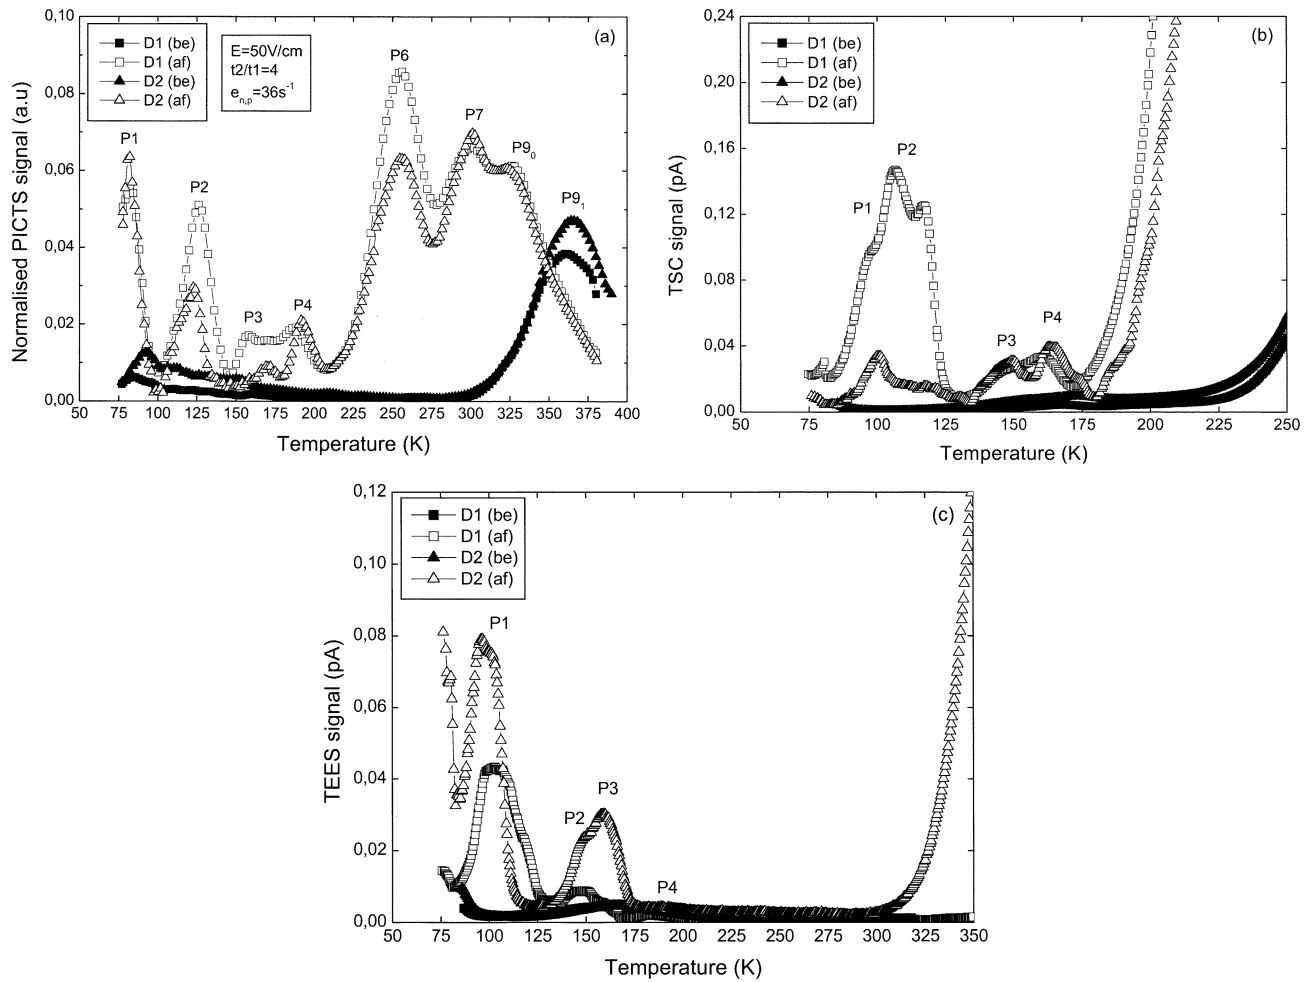 0,10
0,08
0,06
0,04
0,02
0,00
Normalised PICTS signal (a.u)
D1 (be)
D1 (af)
D2 (be)
D2 (af)
E=50V/cm
t2/t1=4
en,p=36s-1
(a)
P1
P2
P3
P4
P6
P7
P90
P91
50 75 100 125 150 175 200 225 250 275 300 325 350 375 400
Temperature (K)
0,24
0,20
0,16
0,12
0,08
0,04
0,00
TSC signal (pA)
D1 (be)
D1 (af)
D2 (be)
D2 (af)
(b)
P1
P2
P3
P4
50 75 100 125 150 175 200 225 250
Temperature (K)
0,12
0,10
0,08
0,06
0,04
0,02
0,00
TEES signal (pA)
D1 (be)
D1 (af)
D2 (be)
D2 (af)
(c)
P1
P2
P3
P4
50 75 100 125 150 175 200 225 250 275 300 325 350
Temperature (K)